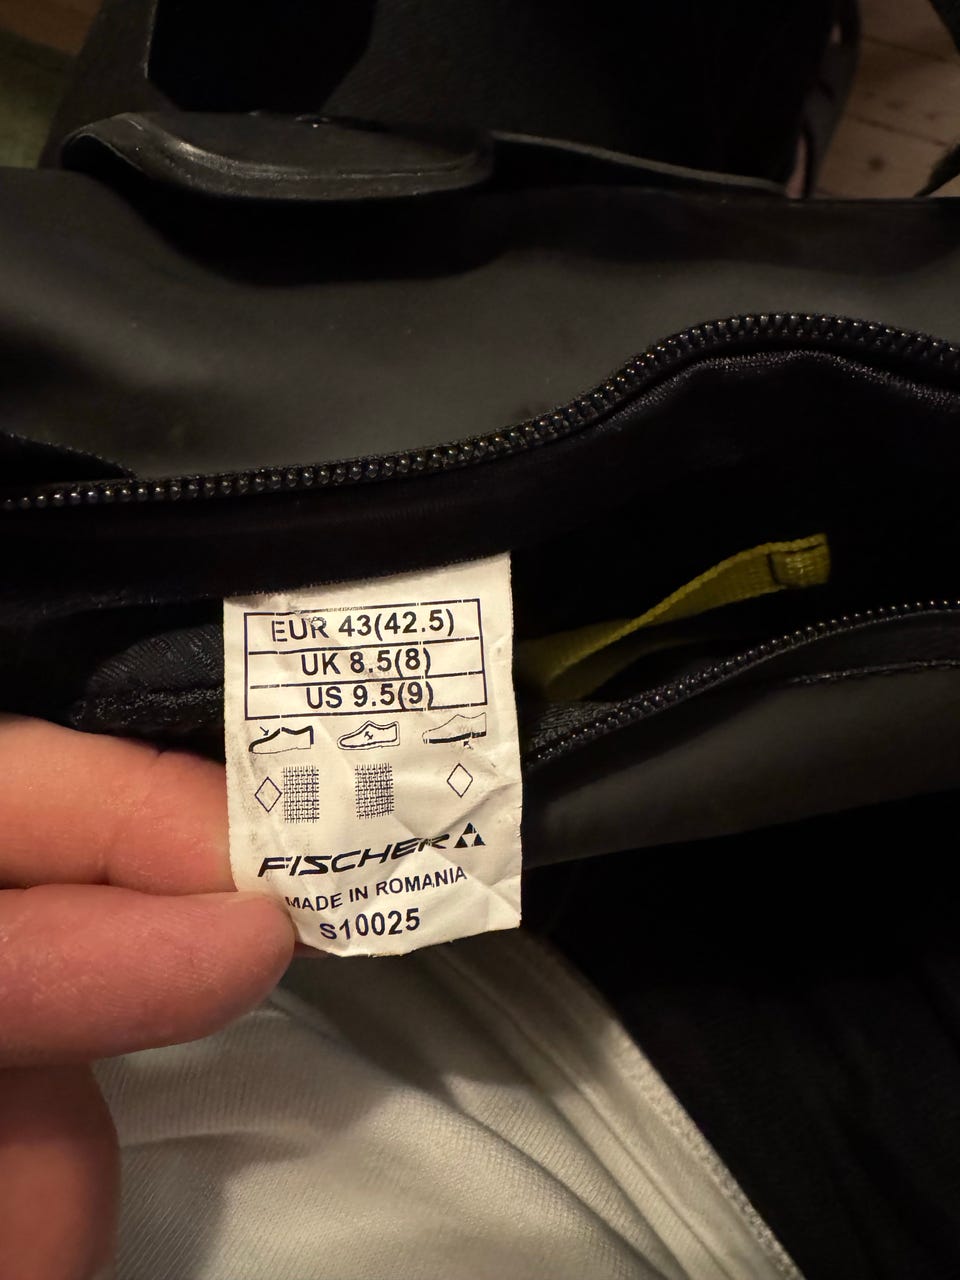 EUR 43(42.5)
UK 8.5(8)
US 9.5(9)
FISCHER
MADE IN ROMANIA
S10025